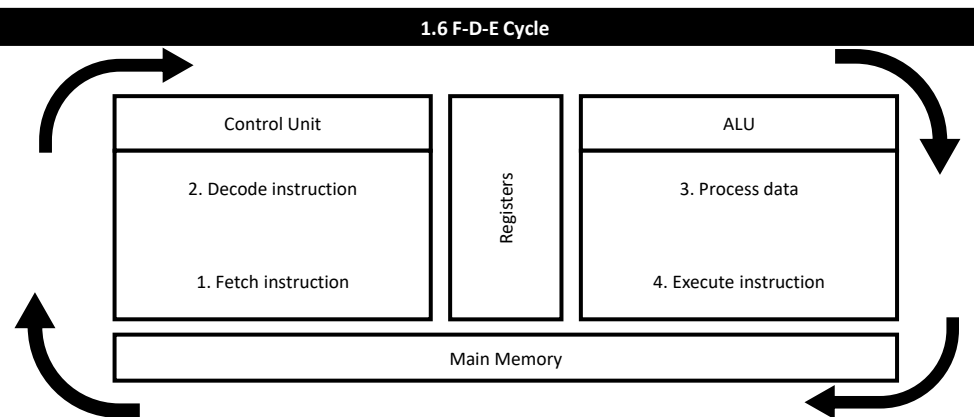 1.6 F-D-E Cycle
Control Unit
2. Decode instruction
1. Fetch instruction
Registers
ALU
3. Process data
4. Execute instruction
Main Memory